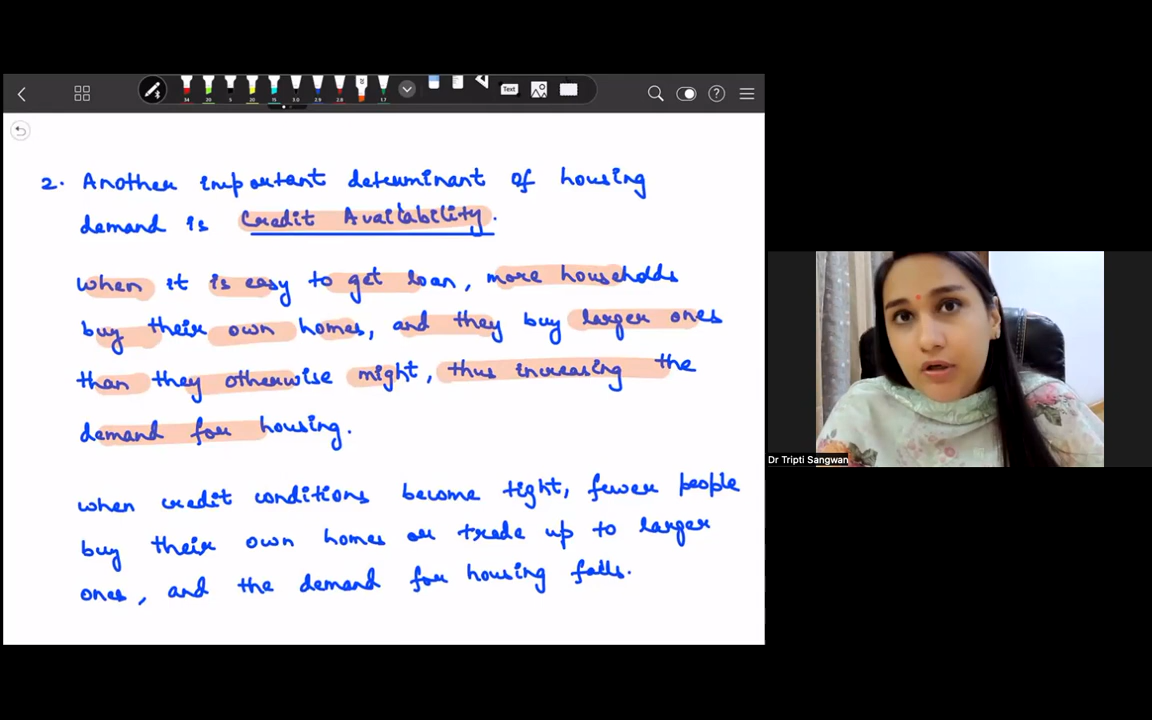 Text
2. Another important determinant of housing
demand is Credit Availability.
when it is easy to get loan, more households
buy their own homes, and they buy larger ones
than they otherwise might, thus increasing the
demand for housing.
when credit conditions become tight, fewer people
buy their own homes or trade up to larger
ones, and the demand for housing falls.
Dr Tripti Sangwan